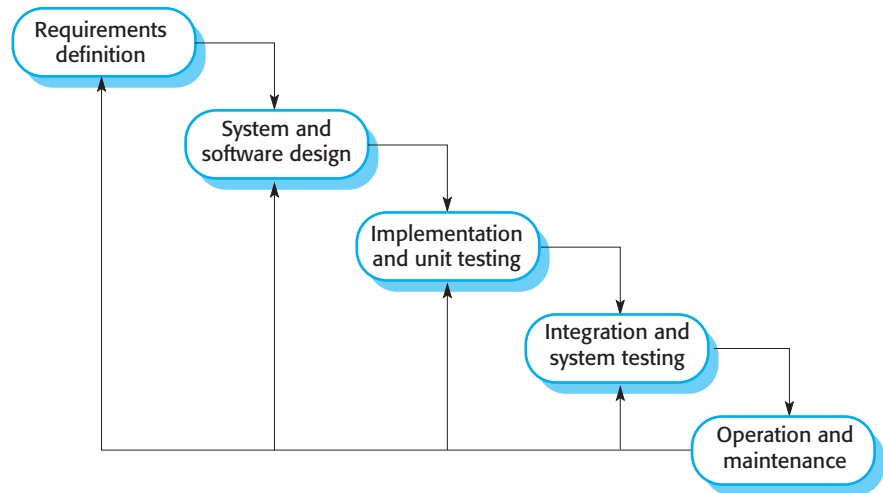 Requirements
definition
System and
software design
Implementation
and unit testing
Integration and
system testing
Operation and
maintenance